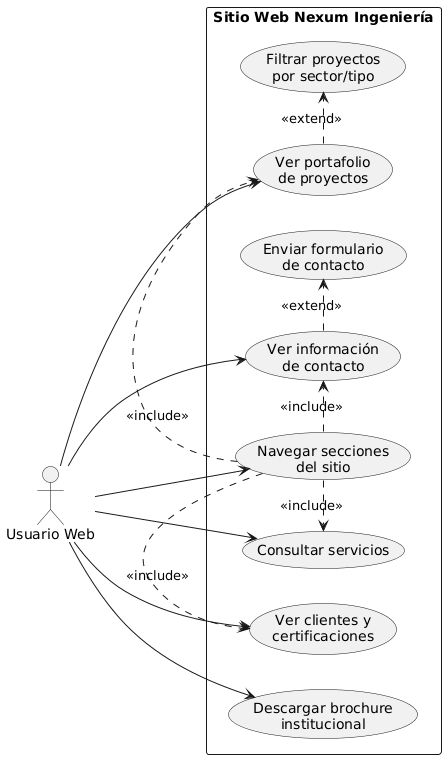 Sitio Web Nexum Ingeniería
Filtrar proyectos
por sector/tipo
«extend»
Ver portafolio
de proyectos
Enviar formulario
de contacto
«extend»
Ver información
de contacto
«include»
«include»
Navegar secciones
del sitio
«include»
Usuario Web
Consultar servicios
«include»
Ver clientes y
certificaciones
Descargar brochure
institucional